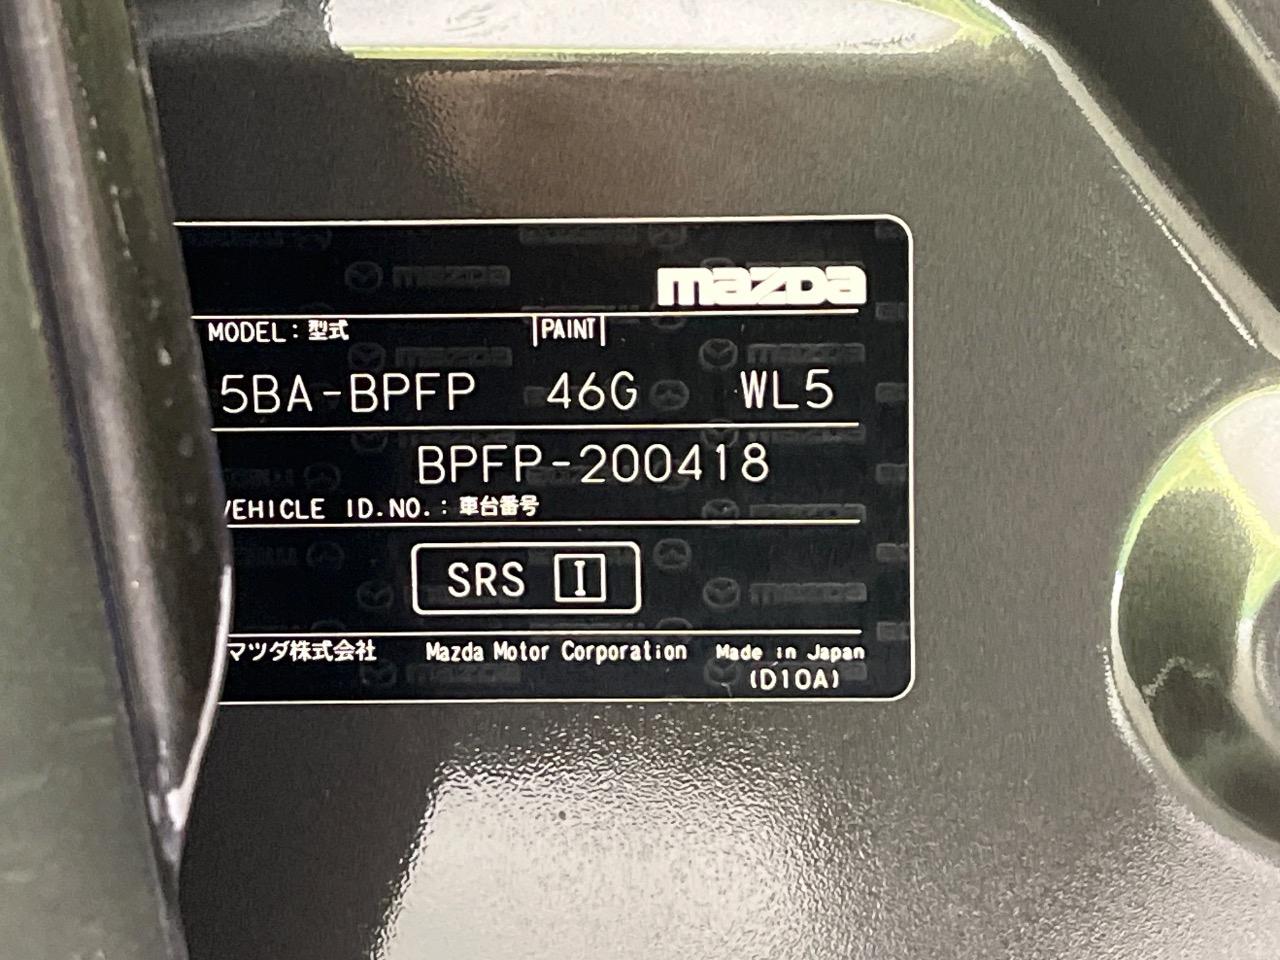 mazda
MODEL: 型式 PAINT
5BA-BPFP 46G WL5
BPFP-200418
VEHICLE ID.NO.: 車台番号
SRS I
マツダ株式会社 Mazda Motor Corporation Made in Japan
(D10A)